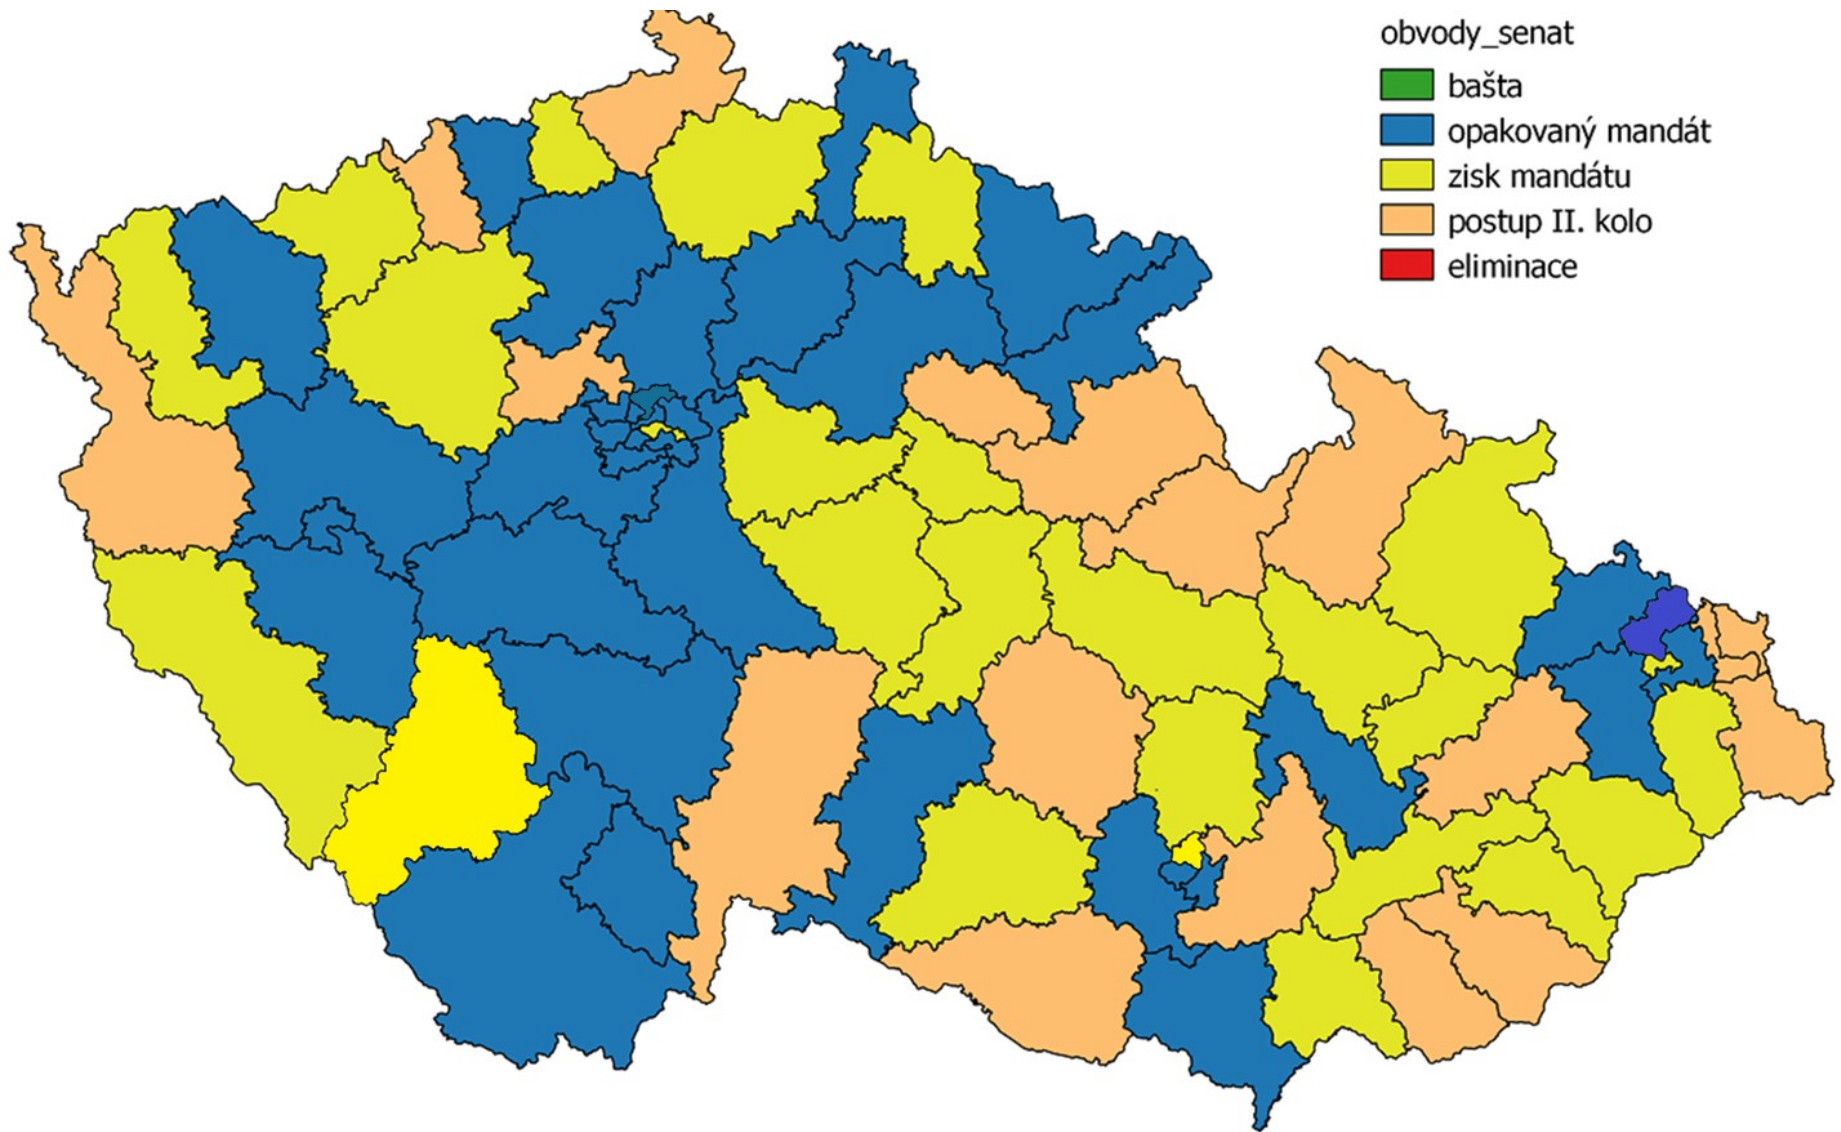 obvody_senat
bašta
opakovaný mandát
zisk mandátu
postup II. kolo
eliminace